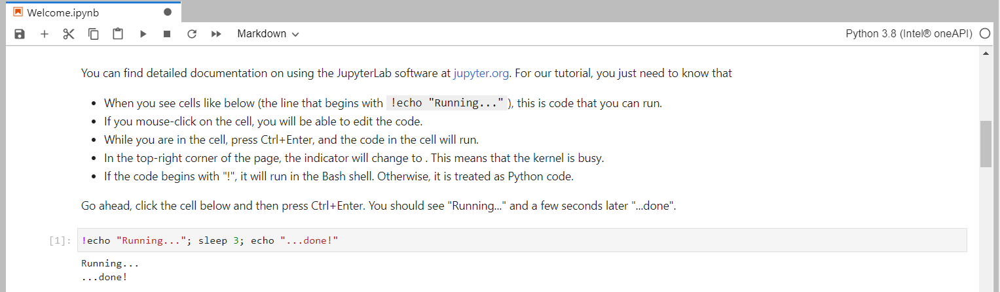 Welcome.ipynb
Markdown
Python 3.8 (Intel® oneAPI)
You can find detailed documentation on using the JupyterLab software at jupyter.org. For our tutorial, you just need to know that
• When you see cells like below (the line that begins with !echo "Running..." ), this is code that you can run.
• If you mouse-click on the cell, you will be able to edit the code.
• While you are in the cell, press Ctrl+Enter, and the code in the cell will run.
• In the top-right corner of the page, the indicator will change to . This means that the kernel is busy.
• If the code begins with "!", it will run in the Bash shell. Otherwise, it is treated as Python code.
Go ahead, click the cell below and then press Ctrl+Enter. You should see "Running..." and a few seconds later "...done".
[1]: !echo "Running..."; sleep 3; echo "...done!"
Running...
...done!